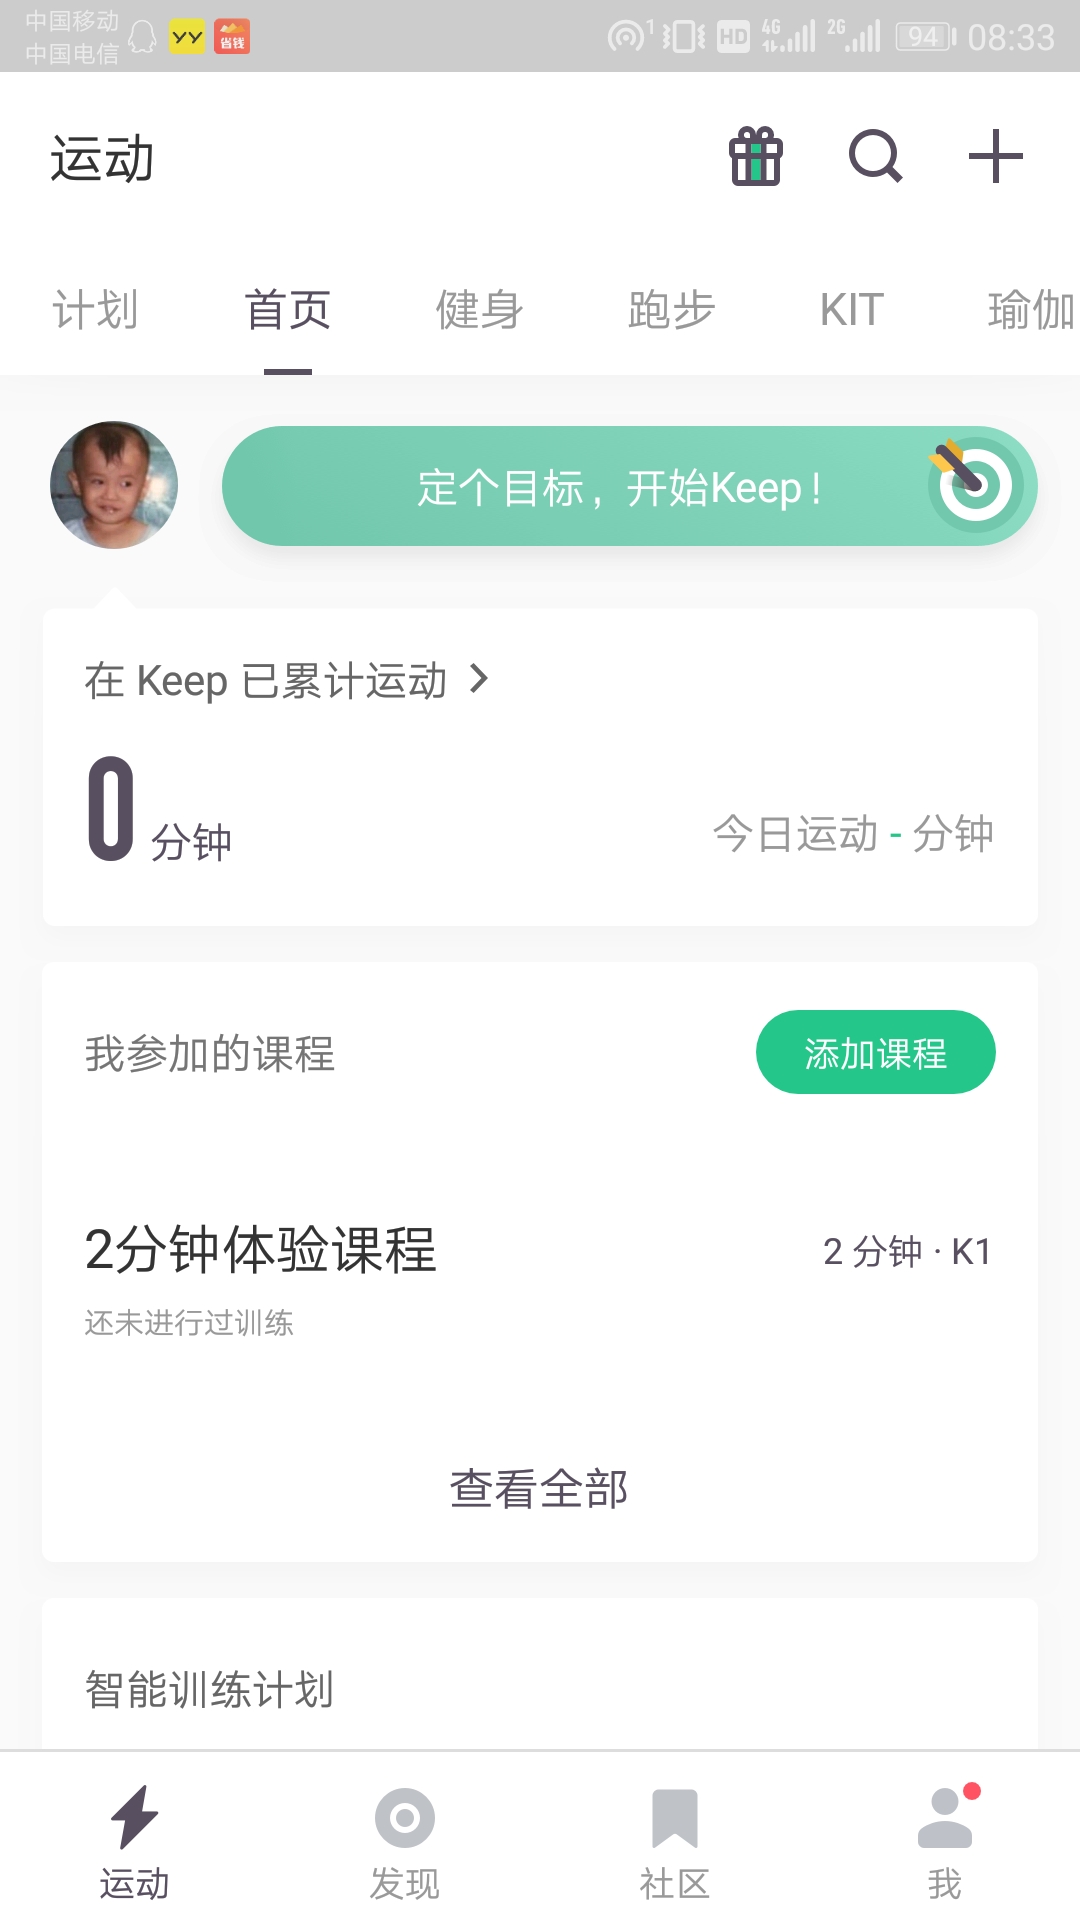 中国移动
中国电信
省钱
1
HD
4G
2G
94
08:33
运动
计划 首页 健身 跑步 KIT 瑜伽
定个目标，开始Keep！
在 Keep 已累计运动
0 分钟
今日运动 - 分钟
我参加的课程
添加课程
2分钟体验课程
2 分钟 · K1
还未进行过训练
查看全部
智能训练计划
运动 发现 社区 我